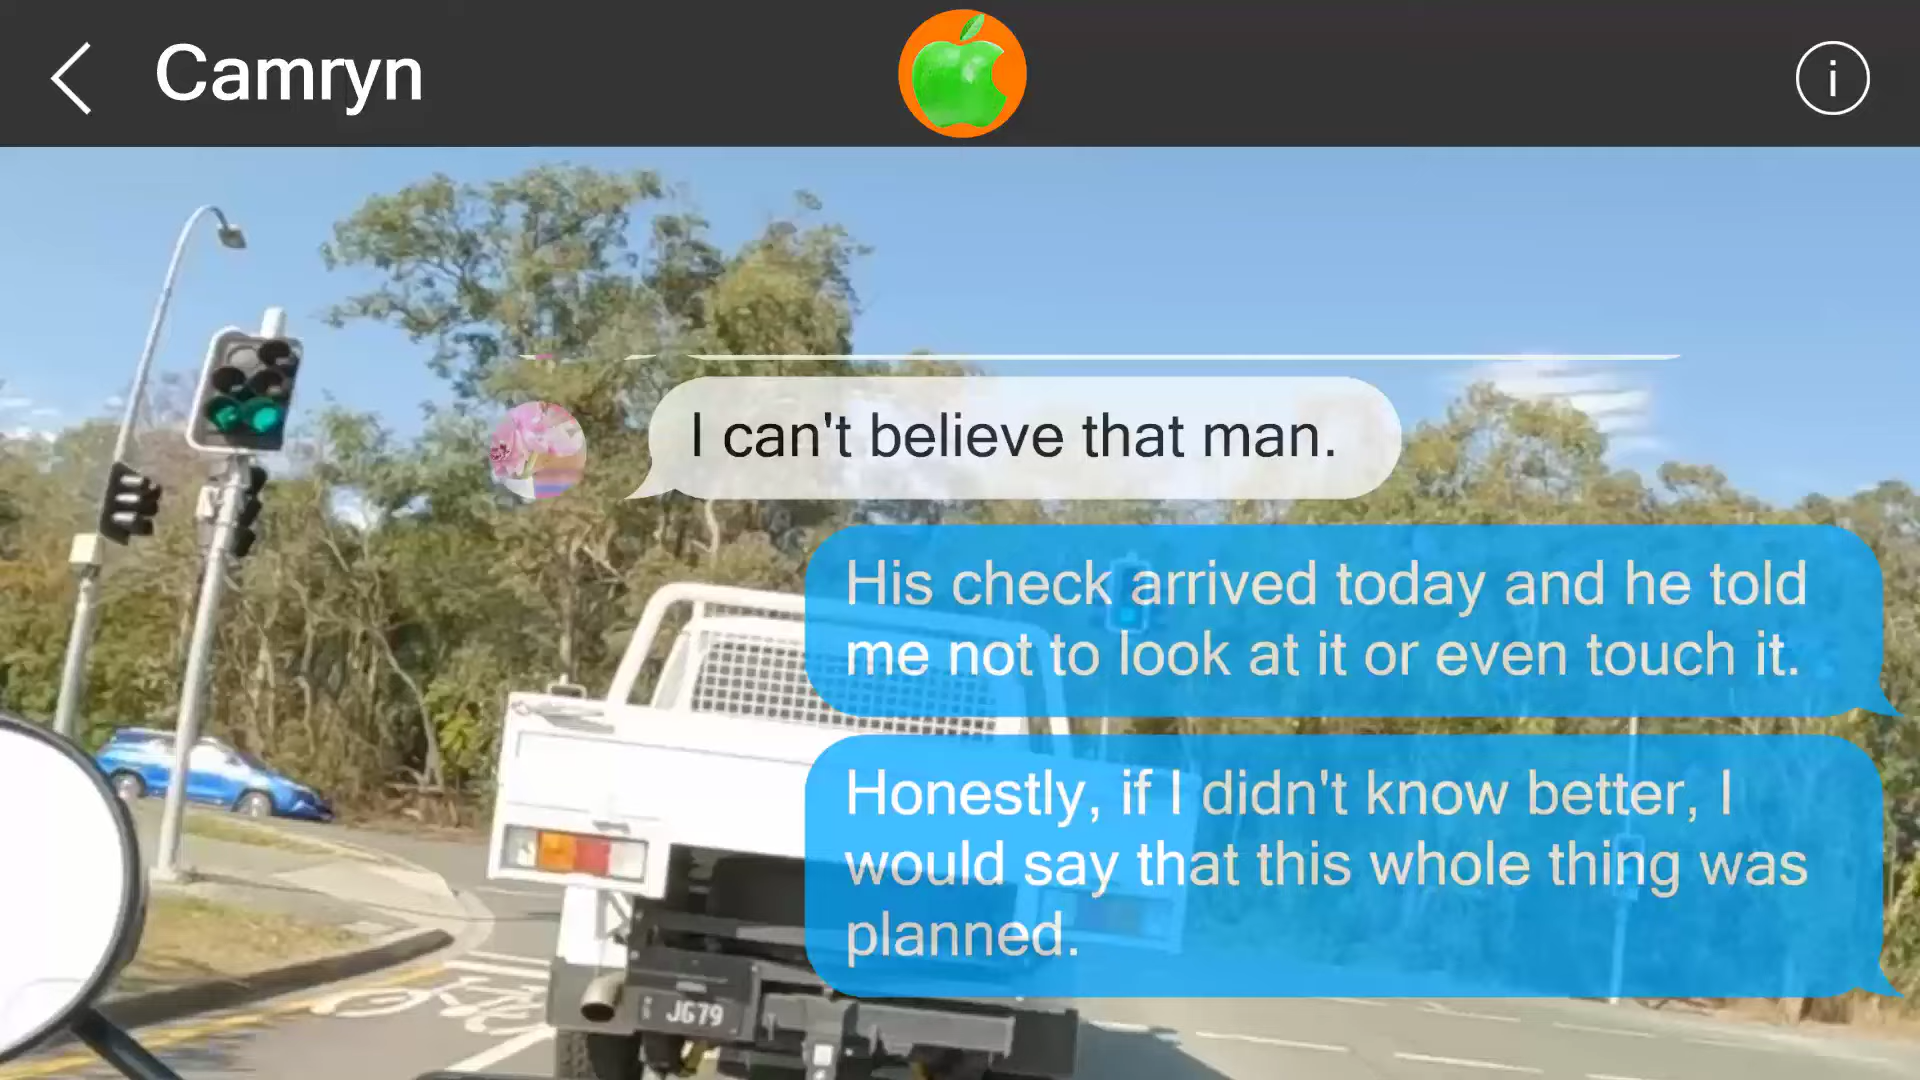 Camryn
i
I can't believe that man.
His check arrived today and he told
me not to look at it or even touch it.
Honestly, if I didn't know better, I
would say that this whole thing was
planned.
JG79